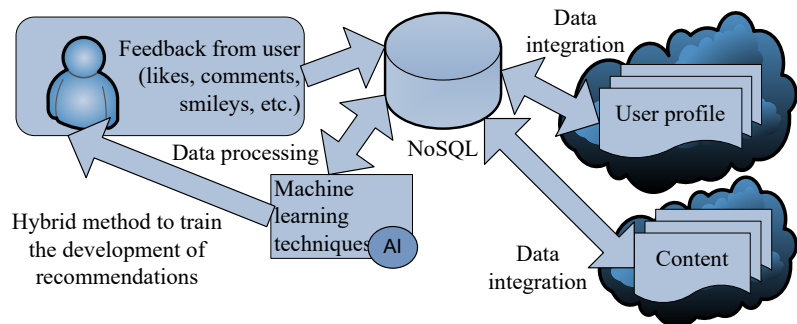 Feedback from user
(likes, comments,
smileys, etc.)
Data
integration
User profile
NoSQL
Data processing
Machine
learning
techniques
AI
Hybrid method to train
the development of
recommendations
Data
integration
Content